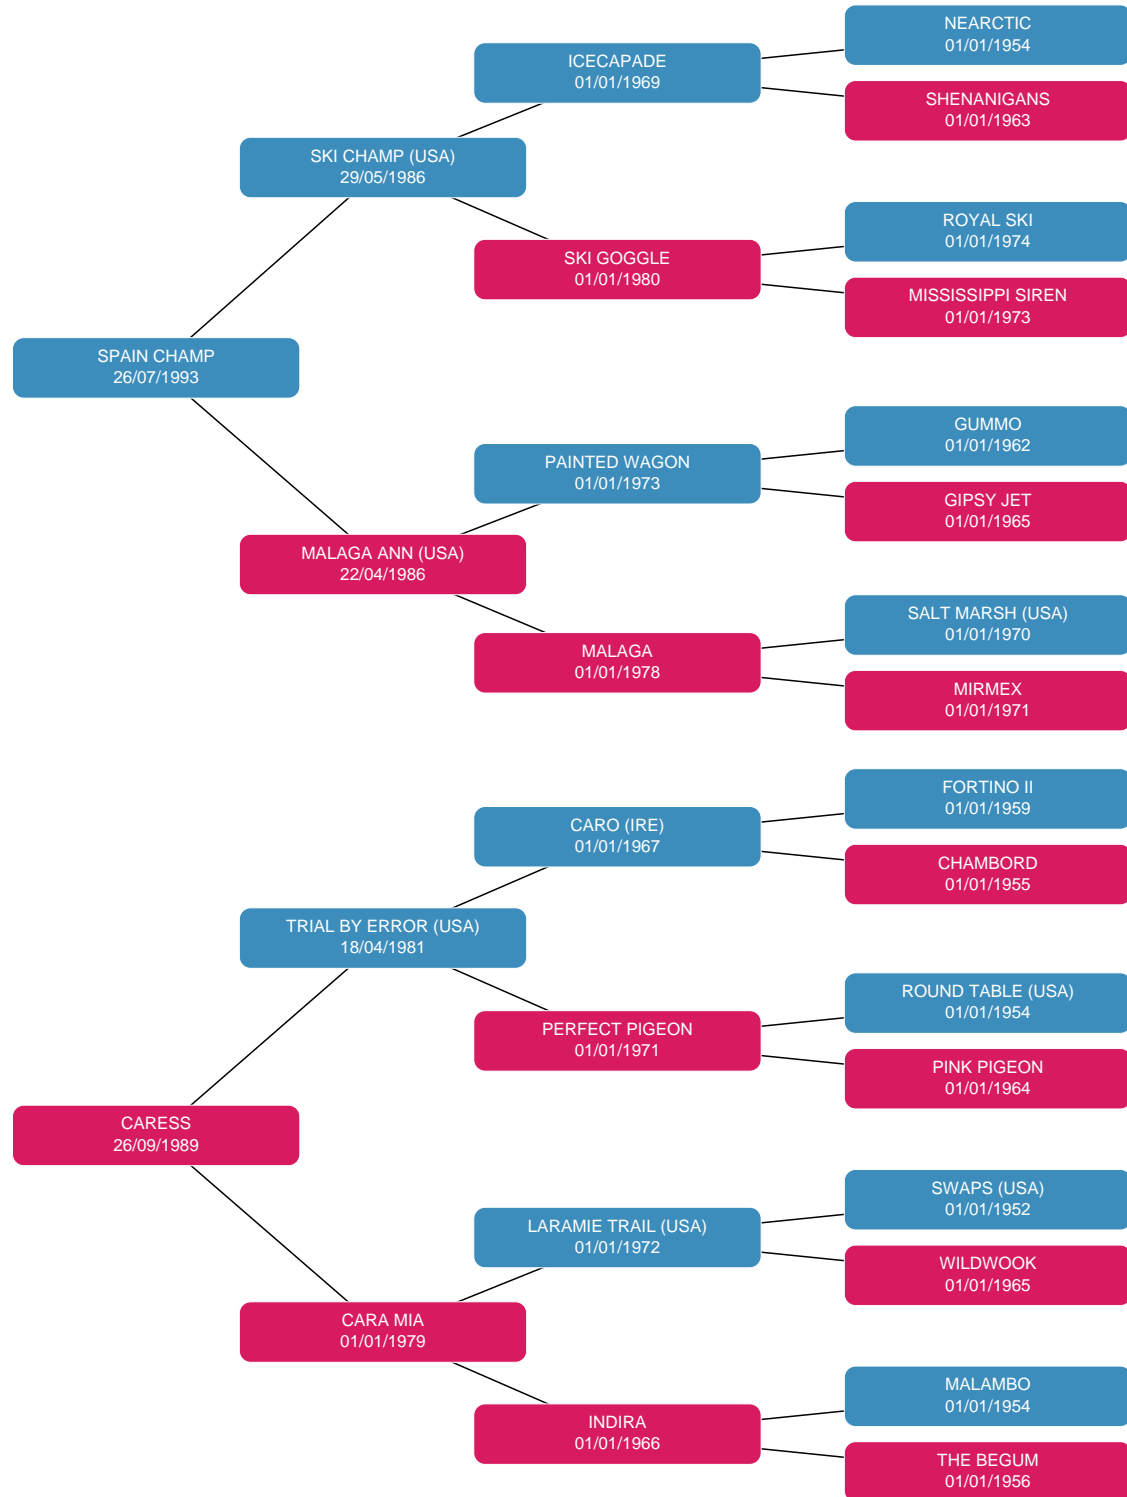 NEARCTIC
01/01/1954
ICECAPADE
01/01/1969
SHENANIGANS
01/01/1963
SKI CHAMP (USA)
29/05/1986
ROYAL SKI
01/01/1974
SKI GOGGLE
01/01/1980
MISSISSIPPI SIREN
01/01/1973
SPAIN CHAMP
26/07/1993
GUMMO
01/01/1962
PAINTED WAGON
01/01/1973
GIPSY JET
01/01/1965
MALAGA ANN (USA)
22/04/1986
SALT MARSH (USA)
01/01/1970
MALAGA
01/01/1978
MIRMEX
01/01/1971
FORTINO II
01/01/1959
CARO (IRE)
01/01/1967
CHAMBORD
01/01/1955
TRIAL BY ERROR (USA)
18/04/1981
ROUND TABLE (USA)
01/01/1954
PERFECT PIGEON
01/01/1971
PINK PIGEON
01/01/1964
CARESS
26/09/1989
SWAPS (USA)
01/01/1952
LARAMIE TRAIL (USA)
01/01/1972
WILDWOOK
01/01/1965
CARA MIA
01/01/1979
MALAMBO
01/01/1954
INDIRA
01/01/1966
THE BEGUM
01/01/1956